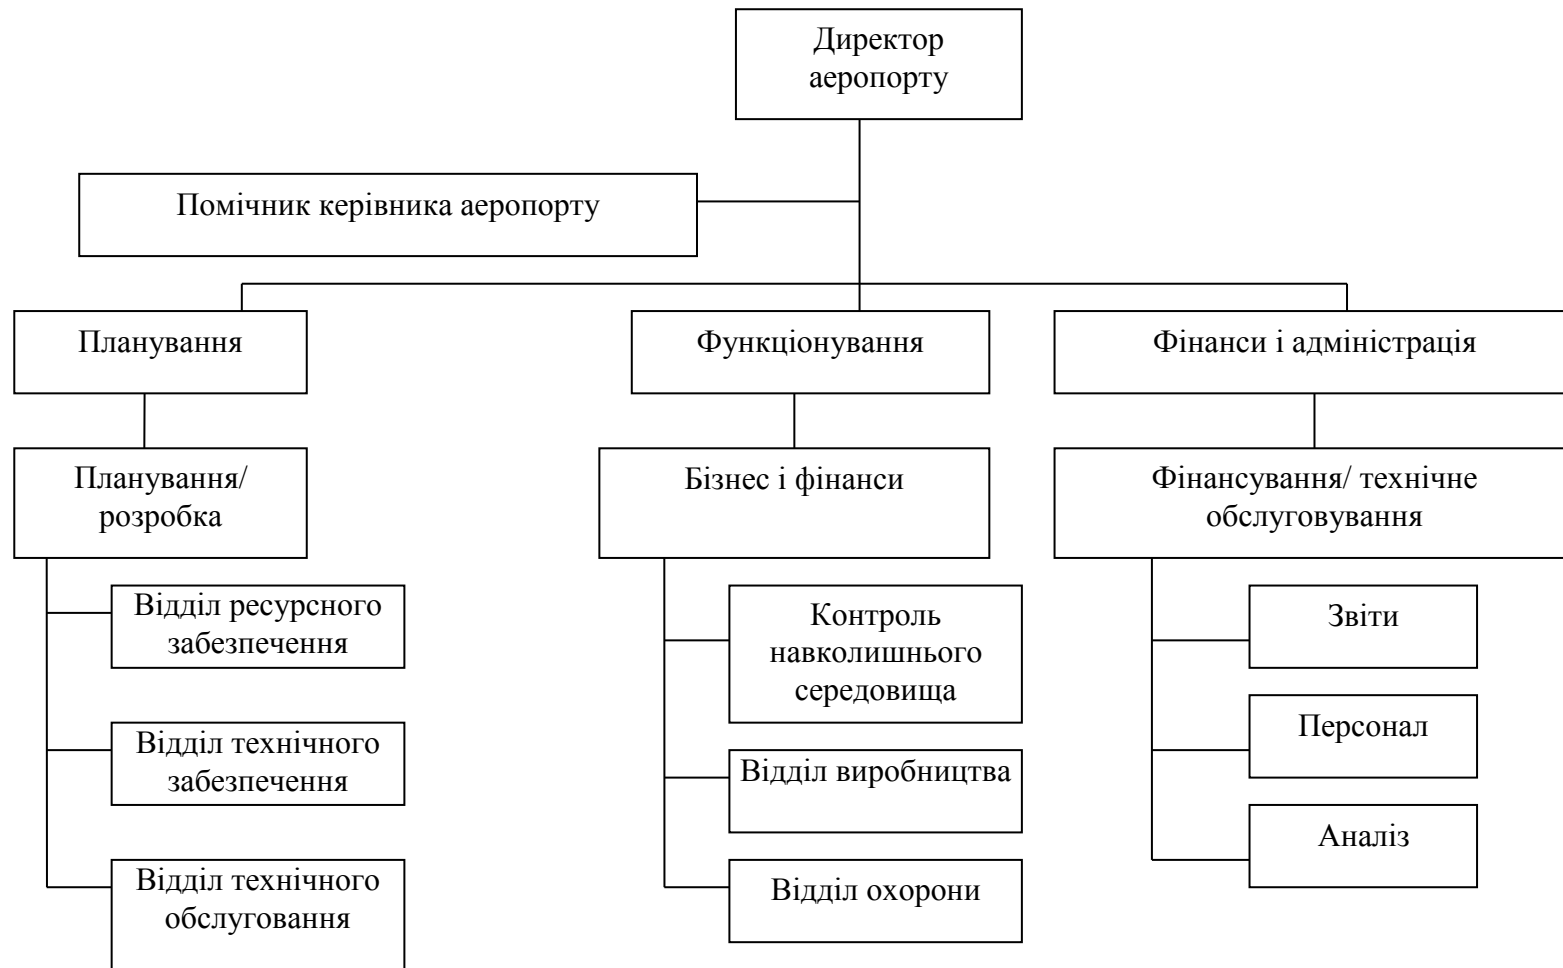 Директор
аеропорту
Помічник керівника аеропорту
Планування
Функціонування
Фінанси і адміністрація
Планування/
розробка
Бізнес і фінанси
Фінансування/ технічне
обслуговування
Відділ ресурсного
забезпечення
Відділ технічного
забезпечення
Відділ технічного
обслуговання
Контроль
навколишнього
середовища
Відділ виробництва
Відділ охорони
Звіти
Персонал
Аналіз